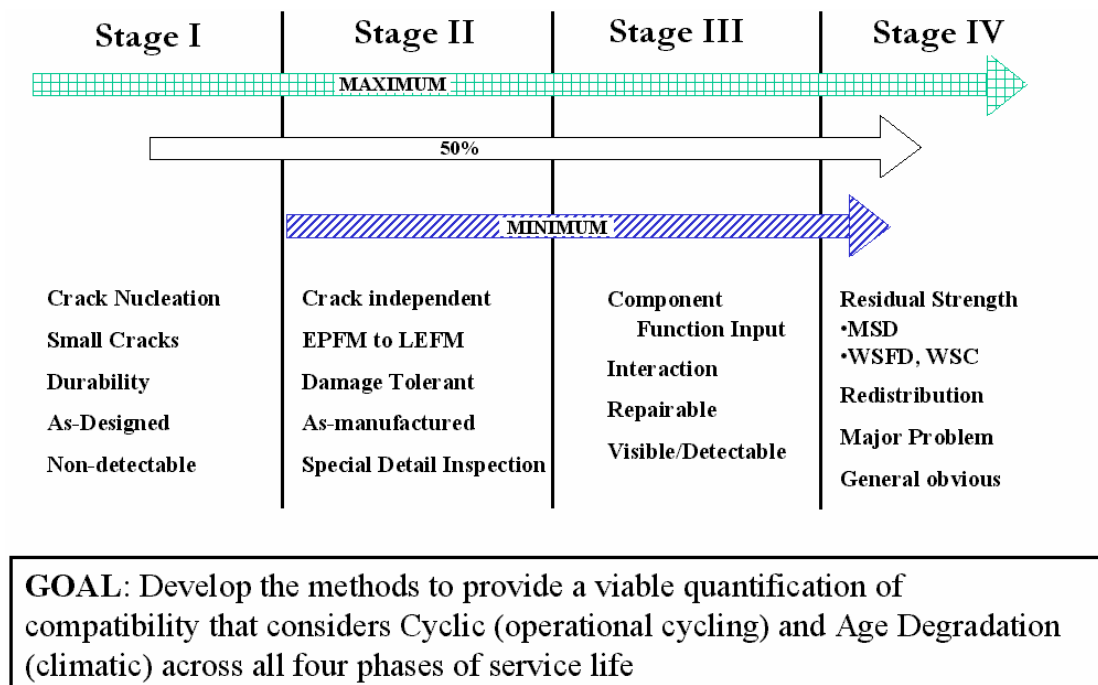 Stage I
Stage II
Stage III
Stage IV
MAXIMUM
50%
MINIMUM
Crack Nucleation
Small Cracks
Durability
As-Designed
Non-detectable
Crack independent
EPFM to LEFM
Damage Tolerant
As-manufactured
Special Detail Inspection
Component
Function Input
Interaction
Repairable
Visible/Detectable
Residual Strength
•MSD
•WSFD, WSC
Redistribution
Major Problem
General obvious
GOAL: Develop the methods to provide a viable quantification of
compatibility that considers Cyclic (operational cycling) and Age Degradation
(climatic) across all four phases of service life